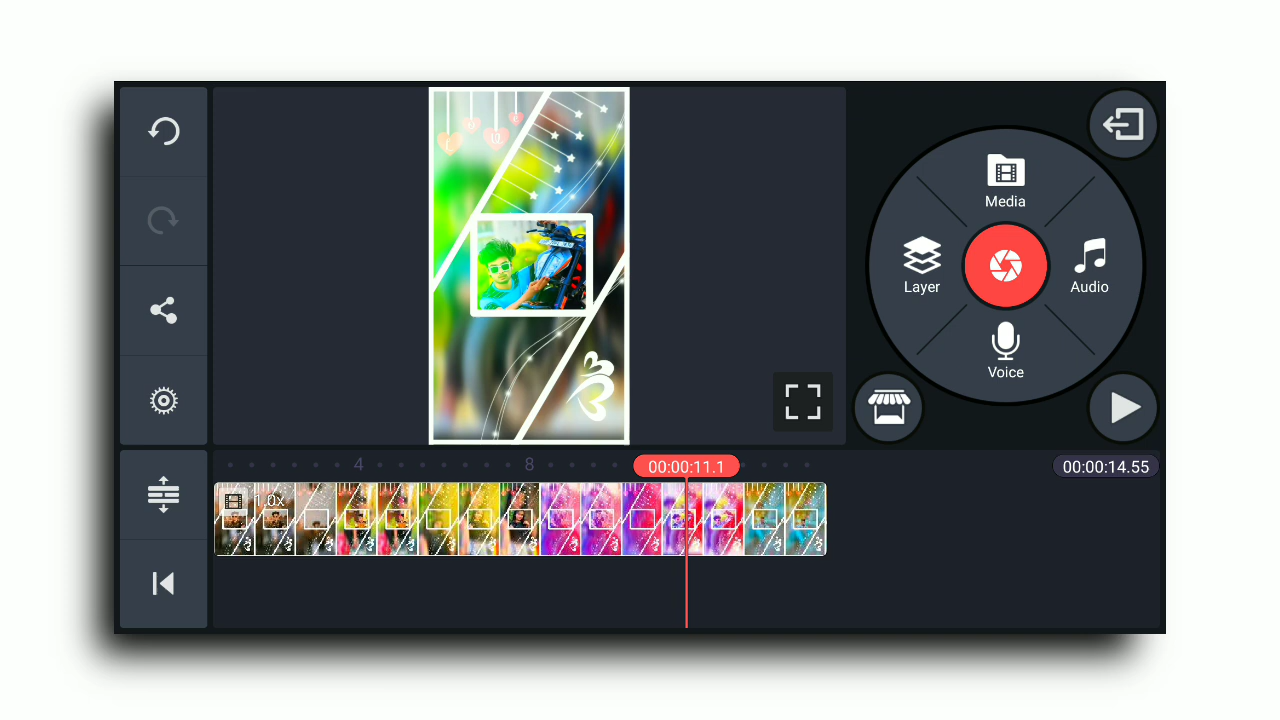 Media
Layer
Audio
Voice
4
8
00:00:11.1
00:00:14.55
1.0x